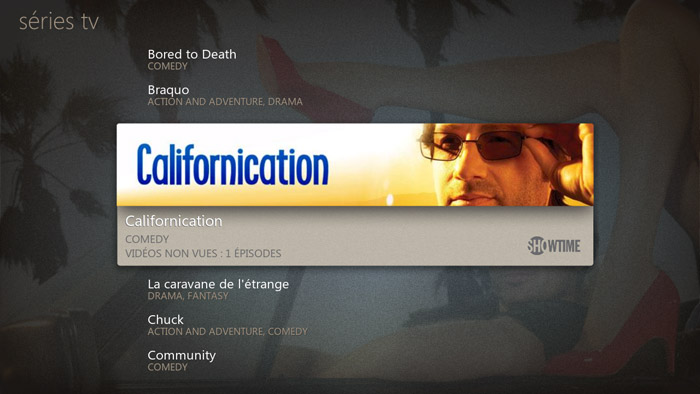 séries tv
Bored to Death
COMEDY
Braquo
ACTION AND ADVENTURE, DRAMA
Californication
Californication
COMEDY
VIDÉOS NON VUES : 1 ÉPISODES
SHOWTIME
La caravane de l'étrange
DRAMA, FANTASY
Chuck
ACTION AND ADVENTURE, COMEDY
Community
COMEDY